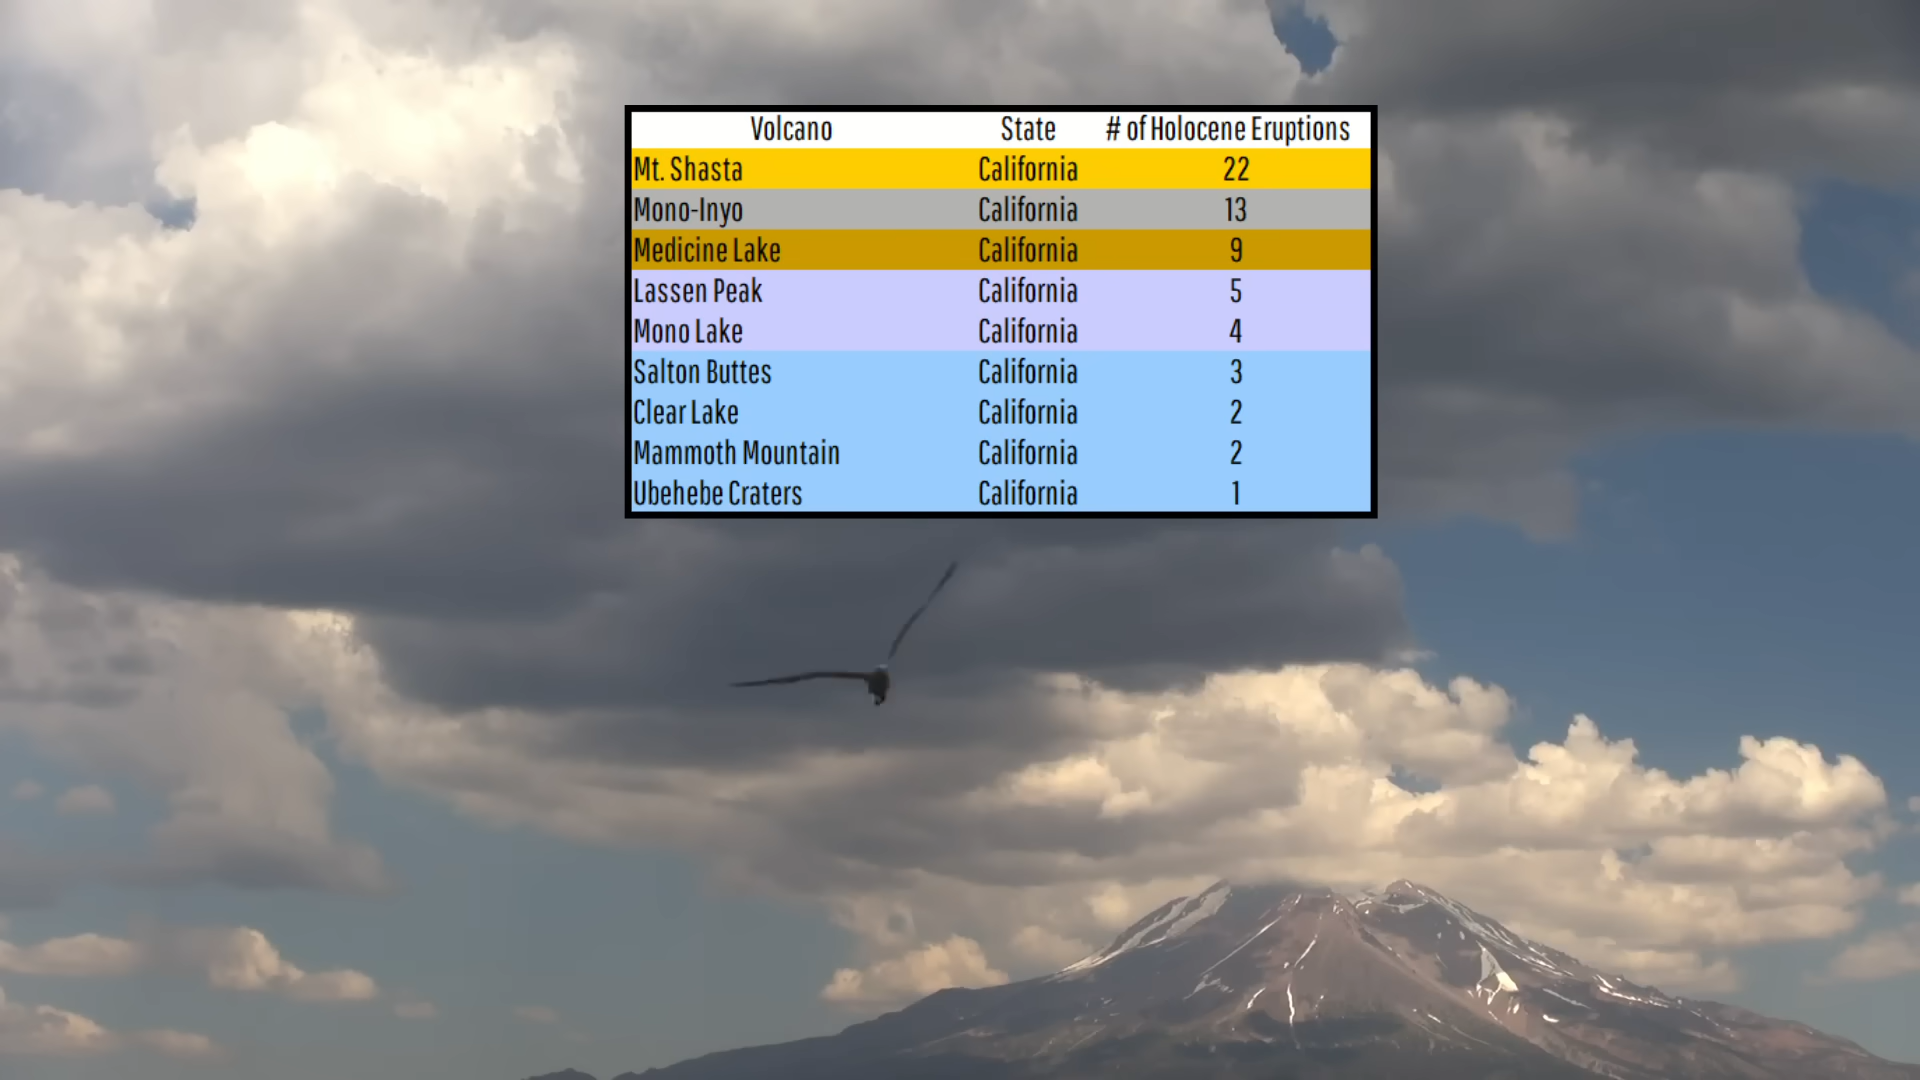 Volcano State # of Holocene Eruptions
Mt. Shasta California 22
Mono-Inyo California 13
Medicine Lake California 9
Lassen Peak California 5
Mono Lake California 4
Salton Buttes California 3
Clear Lake California 2
Mammoth Mountain California 2
Ubehebe Craters California 1